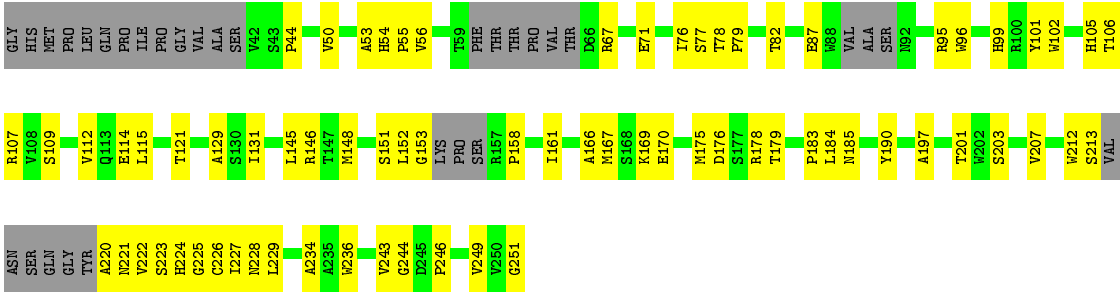 GLY HIS MET PRO LEU GLN PRO ILE PRO GLY VAL ALA SER V42 S43 P44 V50 A53 H54 P55 V56 T59 PHE THR THR PRO VAL THR D66 R67 E71 I76 S77 T78 P79 T82 E87 W88 VAL ALA SER N92 R95 W96 H99 R100 Y101 W102 H105 T106
R107 V108 S109 V112 Q113 E114 L115 T121 A129 S130 I131 L145 R146 T147 M148 S151 L152 G153 LYS PRO SER R157 P158 I161 A166 M167 S168 K169 E170 M175 D176 S177 R178 T179 P183 L184 N185 Y190 A197 T201 W202 S203 V207 W212 S213 VAL
ASN SER GLN GLY TYR A220 N221 V222 S223 H224 G225 C226 I227 N228 L229 A234 A235 W236 V243 G244 D245 P246 V249 V250 G251